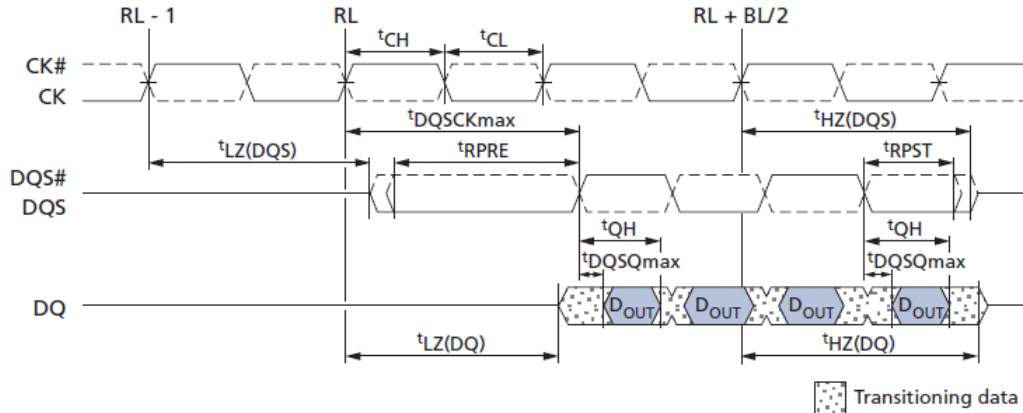 RL - 1 RL RL + BL/2
tCH tCL
CK#
CK
tDQSCKmax tHZ(DQS)
tLZ(DQS) tRPRE tRPST
DQS#
DQS
tQH tQH
tDQSQmax tDQSQmax
DQ DOUT DOUT DOUT DOUT
tLZ(DQ) tHZ(DQ)
Transitioning data